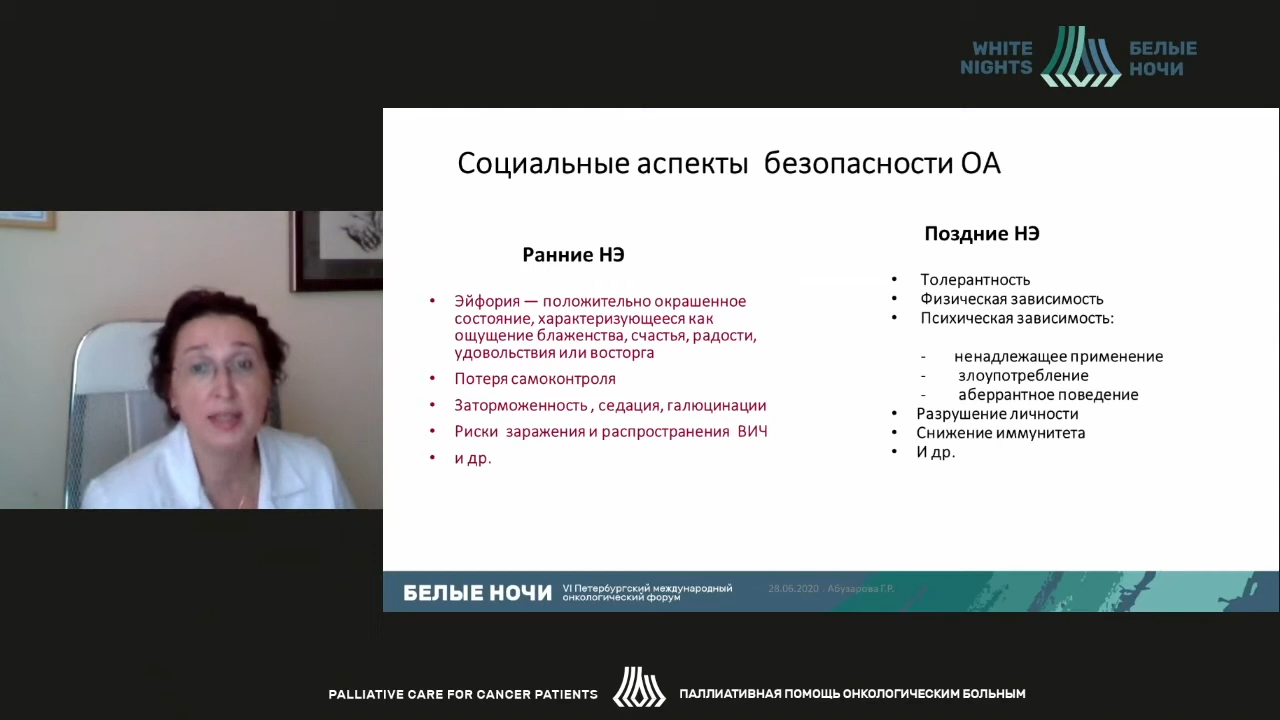 WHITE
NIGHTS
БЕЛЫЕ
НОЧИ
Социальные аспекты безопасности ОА
Ранние НЭ
• Эйфория — положительно окрашенное
состояние, характеризующееся как
ощущение блаженства, счастья, радости,
удовольствия или восторга
• Потеря самоконтроля
• Заторможенность , седация, галюцинации
• Риски заражения и распространения ВИЧ
• и др.
Поздние НЭ
• Толерантность
• Физическая зависимость
• Психическая зависимость:
- ненадлежащее применение
- злоупотребление
- аберрантное поведение
• Разрушение личности
• Снижение иммунитета
• И др.
БЕЛЫЕ НОЧИ
VI Петербургский международный
онкологический форум
28.06.2020 . Абузарова Г.Р.
PALLIATIVE CARE FOR CANCER PATIENTS
ПАЛЛИАТИВНАЯ ПОМОЩЬ ОНКОЛОГИЧЕСКИМ БОЛЬНЫМ